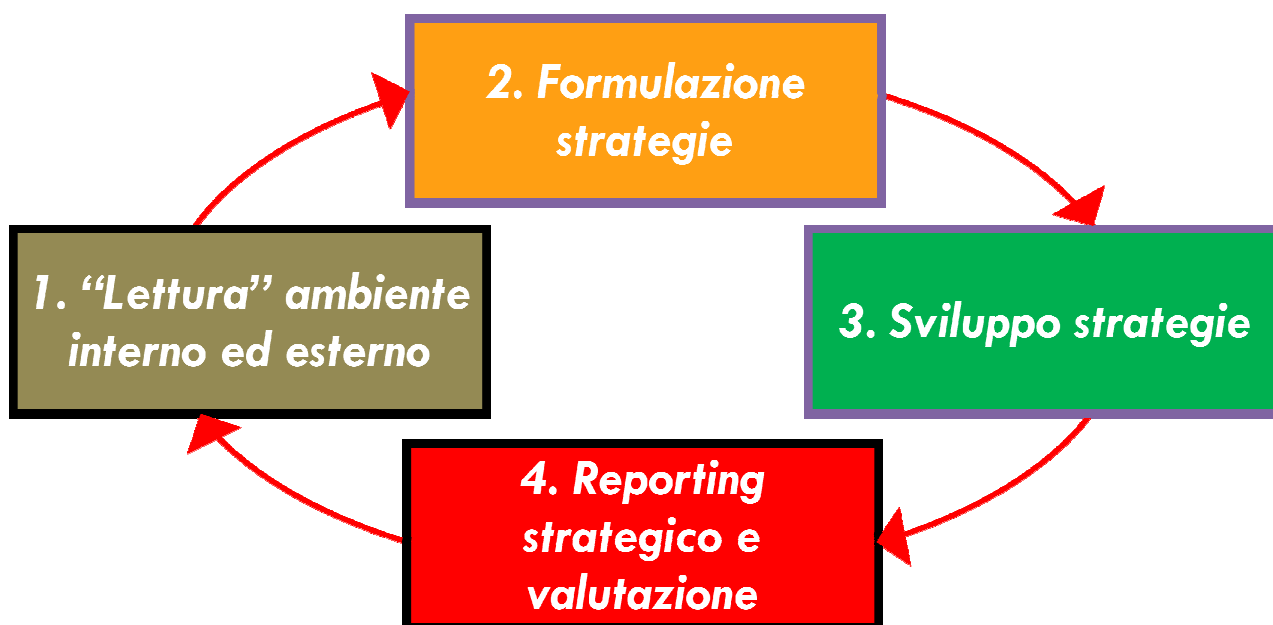 2. Formulazione
strategie
1. “Lettura” ambiente
interno ed esterno
3. Sviluppo strategie
4. Reporting
strategico e
valutazione